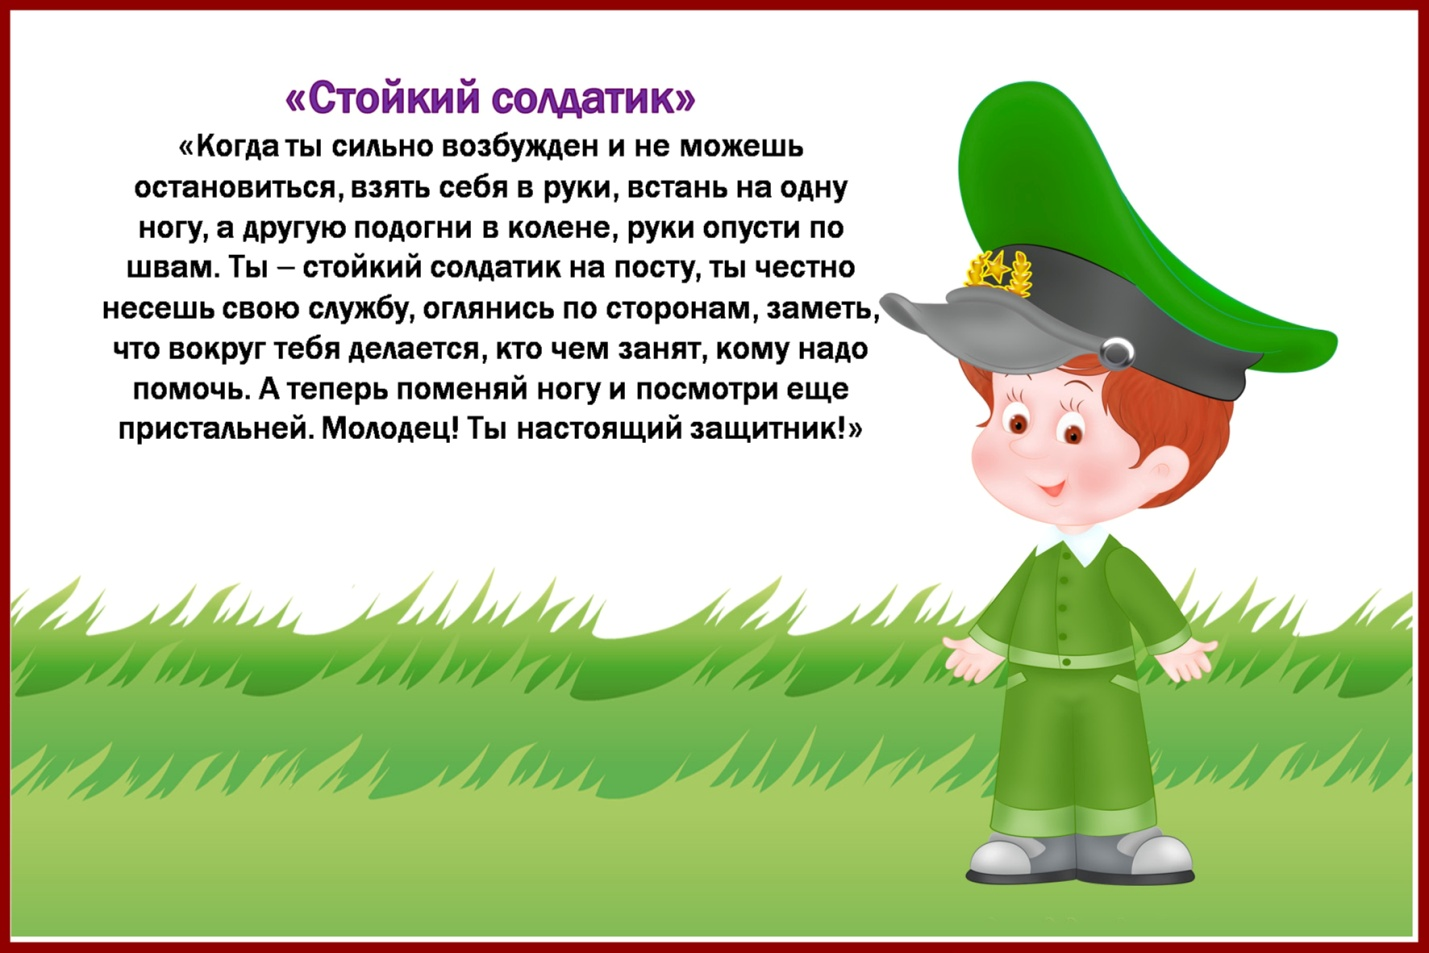 «Стойкий солдатик»
«Когда ты сильно возбужден и не можешь
остановиться, взять себя в руки, встань на одну
ногу, а другую подогни в колене, руки опусти по
швам. Ты – стойкий солдатик на посту, ты честно
несешь свою службу, оглянись по сторонам, заметь,
что вокруг тебя делается, кто чем занят, кому надо
помочь. А теперь поменяй ногу и посмотри еще
пристальней. Молодец! Ты настоящий защитник!»